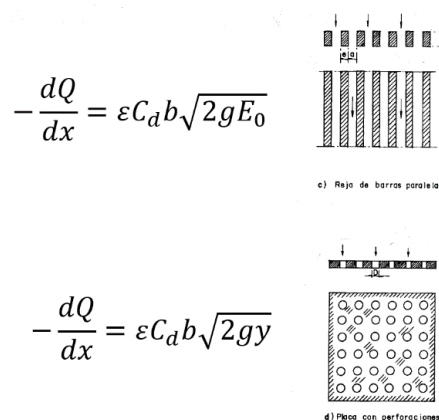 −dQ/dx = εC_d b√(2gE_0)
e a
c) Reja de barras paralela
−dQ/dx = εC_d b√(2gy)
D
d) Placa con perforaciones